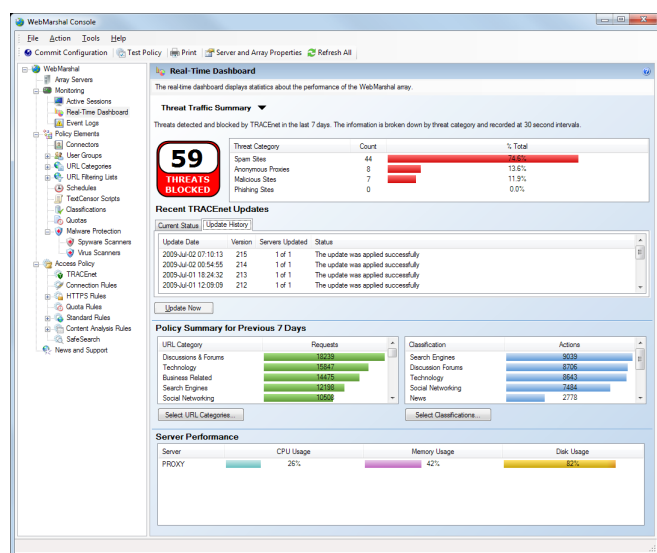 WebMarshal Console
File Action Tools Help
Commit Configuration Test Policy Print Server and Array Properties Refresh All
WebMarshal
Array Servers
Monitoring
Active Sessions
Real-Time Dashboard
Event Logs
Policy Elements
Connectors
User Groups
URL Categories
URL Filtering Lists
Schedules
TextCensor Scripts
Classifications
Quotas
Malware Protection
Spyware Scanners
Virus Scanners
Access Policy
TRACEnet
Connection Rules
HTTPS Rules
Quota Rules
Standard Rules
Content Analysis Rules
SafeSearch
News and Support
Real-Time Dashboard
The real-time dashboard displays statistics about the performance of the WebMarshal array.
Threat Traffic Summary
Threats detected and blocked by TRACEnet in the last 7 days. The information is broken down by threat category and recorded at 30 second intervals.
59
THREATS
BLOCKED
Threat Category Count % Total
Spam Sites 44 74.6%
Anonymous Proxies 8 13.6%
Malicious Sites 7 11.9%
Phishing Sites 0 0.0%
Recent TRACEnet Updates
Current Status Update History
Update Date Version Servers Updated Status
2009-Jul-02 07:10:13 215 1 of 1 The update was applied successfully
2009-Jul-02 00:54:55 214 1 of 1 The update was applied successfully
2009-Jul-01 18:24:32 213 1 of 1 The update was applied successfully
2009-Jul-01 12:09:09 212 1 of 1 The update was applied successfully
Update Now
Policy Summary for Previous 7 Days
URL Category Requests
Discussions & Forums 18239
Technology 15847
Business Related 14475
Search Engines 12198
Social Networking 10508
Select URL Categories...
Classification Actions
Search Engines 9039
Discussion Forums 8706
Technology 8643
Social Networking 7484
News 2778
Select Classifications...
Server Performance
Server CPU Usage Memory Usage Disk Usage
PROXY 26% 42% 82%